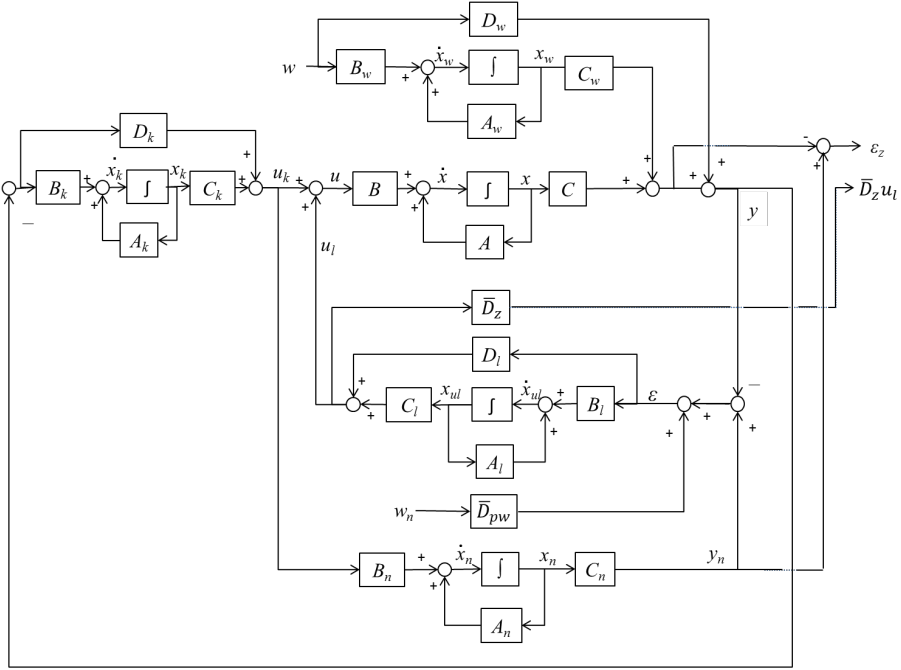 D_w
w B_w + ẋ_w ∫ x_w C_w
+ A_w
D_k - ε_z
+ + + +
B_k + ẋ_k ∫ x_k C_k + u_k + u B + ẋ ∫ x C + y D̅_z u_l
− + A_k + u_l + A
D̅_z
D_l
+ −
+ C_l x_ul ∫ ẋ_ul + B_l ε + +
A_l + + +
w_n D̅_pw
B_n + ẋ_n ∫ x_n C_n y_n
+ A_n